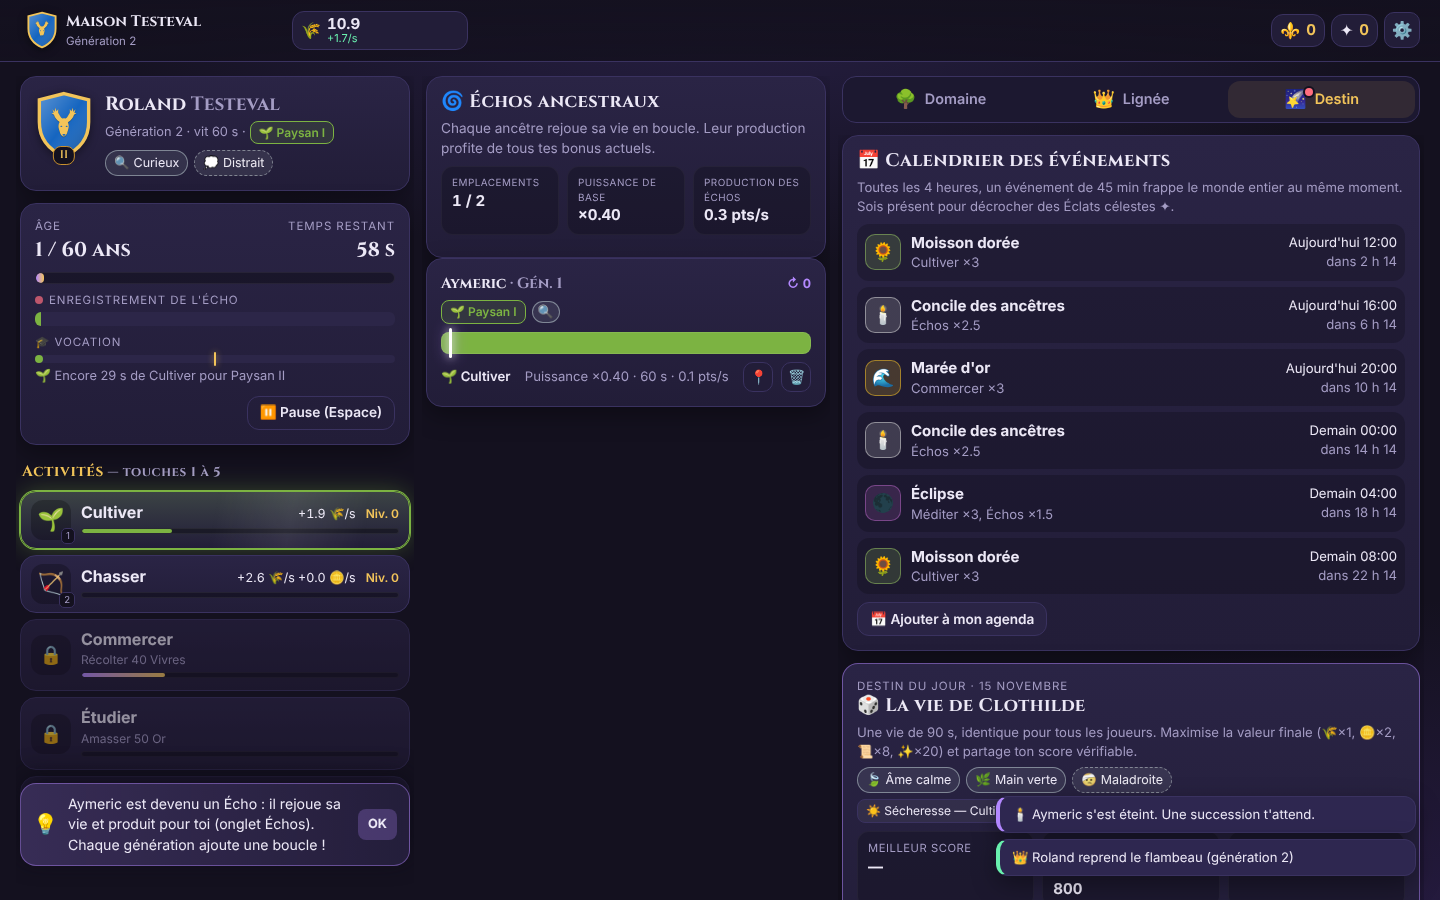 Maison Testeval
Génération 2
10.9
+1.7/s
0
0
Roland Testeval
Génération 2 · vit 60 s · Paysan I
II
Curieux
Distrait
ÂGE
TEMPS RESTANT
1 / 60 ans
58 s
ENREGISTREMENT DE L'ÉCHO
VOCATION
Encore 29 s de Cultiver pour Paysan II
Pause (Espace)
Activités — touches 1 à 5
Cultiver
+1.9 /s Niv. 0
1
Chasser
+2.6 /s +0.0 /s Niv. 0
2
Commercer
Récolter 40 Vivres
Étudier
Amasser 50 Or
Aymeric est devenu un Écho : il rejoue sa
vie et produit pour toi (onglet Échos).
Chaque génération ajoute une boucle !
OK
Échos ancestraux
Chaque ancêtre rejoue sa vie en boucle. Leur production
profite de tous tes bonus actuels.
EMPLACEMENTS
1 / 2
PUISSANCE DE
BASE
×0.40
PRODUCTION DES
ÉCHOS
0.3 pts/s
Aymeric · Gén. 1
↻ 0
Paysan I
Cultiver
Puissance ×0.40 · 60 s · 0.1 pts/s
Domaine
Lignée
Destin
Calendrier des événements
Toutes les 4 heures, un événement de 45 min frappe le monde entier au même moment.
Sois présent pour décrocher des Éclats célestes ✦.
Moisson dorée
Cultiver ×3
Aujourd'hui 12:00
dans 2 h 14
Concile des ancêtres
Échos ×2.5
Aujourd'hui 16:00
dans 6 h 14
Marée d'or
Commercer ×3
Aujourd'hui 20:00
dans 10 h 14
Concile des ancêtres
Échos ×2.5
Demain 00:00
dans 14 h 14
Éclipse
Méditer ×3, Échos ×1.5
Demain 04:00
dans 18 h 14
Moisson dorée
Cultiver ×3
Demain 08:00
dans 22 h 14
Ajouter à mon agenda
DESTIN DU JOUR · 15 NOVEMBRE
La vie de Clothilde
Une vie de 90 s, identique pour tous les joueurs. Maximise la valeur finale (×1, ×2,
×8, ×20) et partage ton score vérifiable.
Âme calme
Main verte
Maladroite
Sécheresse — Culti
MEILLEUR SCORE
—
800
Aymeric s'est éteint. Une succession t'attend.
Roland reprend le flambeau (génération 2)